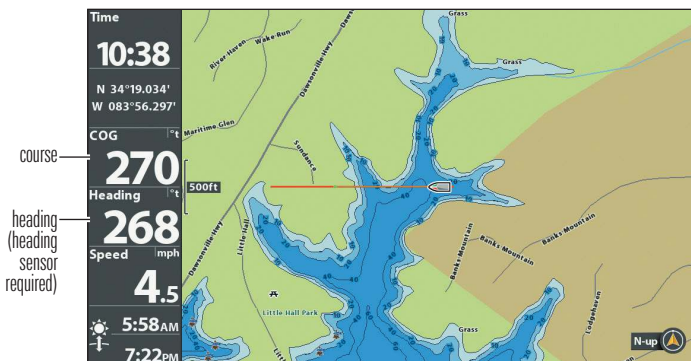 Time
10:38
N 34°19.034'
W 083°56.297'
COG °t
270
Heading °t
268
Speed mph
4.5
5:58AM
7:22PM
course
heading
(heading
sensor
required)
500ft
Grass
Grass
Wake-Run
River-Haven
Dawsonville-Hwy
Maritime-Glen
Sundance
Dawsonville-Hwy
Little-Hall
Little Hall Park
Banks-Mountain
Banks-Mountain
Banks-Mountain
Lodgehaven
Grass
N-up